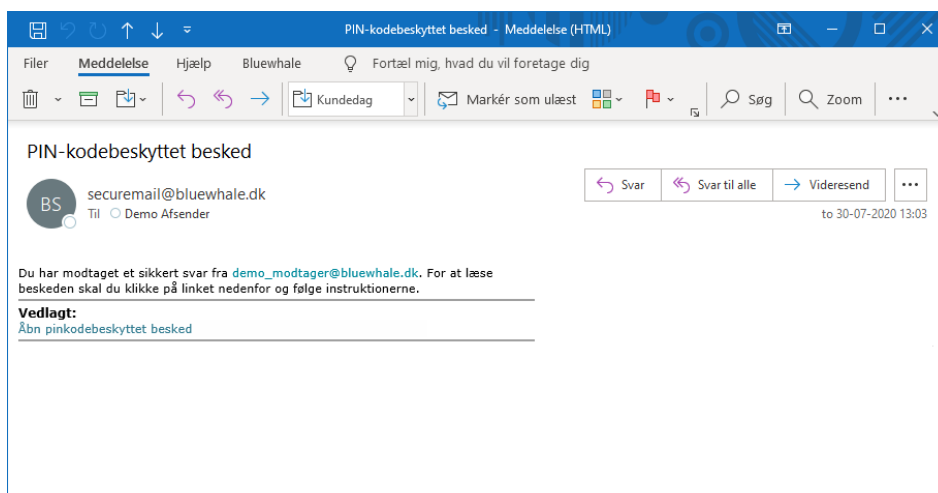 PIN-kodebeskyttet besked - Meddelelse (HTML)
Filer Meddelelse Hjælp Bluewhale Fortæl mig, hvad du vil foretage dig
Kundedag Markér som ulæst Søg Zoom
PIN-kodebeskyttet besked
BS
securemail@bluewhale.dk
Til Demo Afsender
Svar Svar til alle Videresend
to 30-07-2020 13:03
Du har modtaget et sikkert svar fra demo_modtager@bluewhale.dk. For at læse
beskeden skal du klikke på linket nedenfor og følge instruktionerne.
Vedlagt:
Åbn pinkodebeskyttet besked